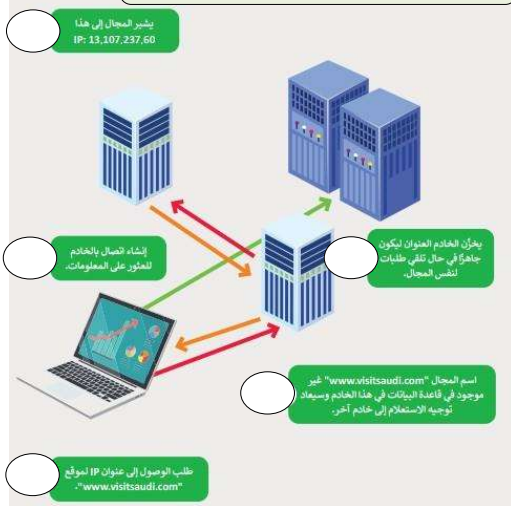 يشير المجال إلى هذا
IP: 13,107,237,60
إنشاء اتصال بالخادم
للعثور على المعلومات.
يخزّن الخادم العنوان ليكون
جاهزًا في حال تلقي طلبات
لنفس المجال.
اسم المجال "www.visitsaudi.com" غير
موجود في قاعدة البيانات في هذا الخادم وسيعاد
توجيه الاستعلام إلى خادم آخر.
طلب الوصول إلى عنوان IP لموقع
"www.visitsaudi.com".